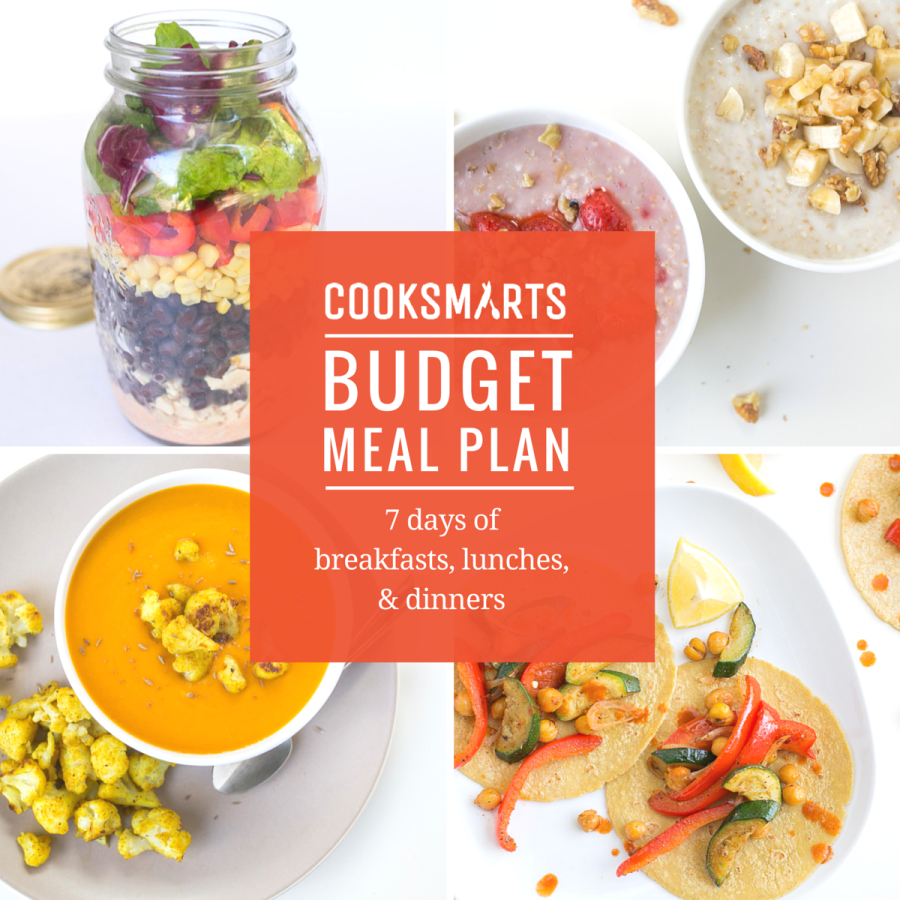 COOKSMARTS
BUDGET
MEAL PLAN
7 days of
breakfasts, lunches,
& dinners